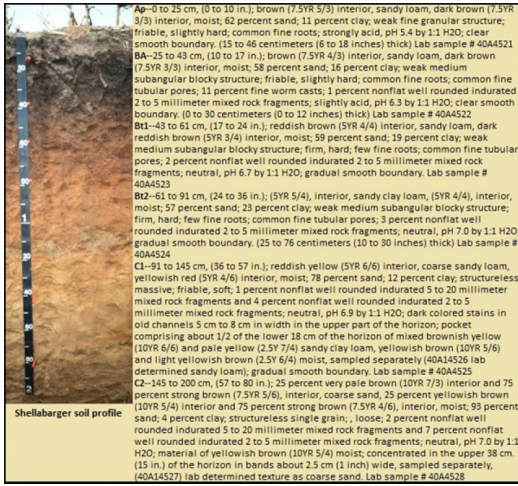 Ap--0 to 25 cm, (0 to 10 in.); brown (7.5YR 5/3) interior, sandy loam, dark brown (7.5YR
3/3) interior, moist; 62 percent sand; 11 percent clay; weak fine granular structure;
friable, slightly hard; common fine roots; strongly acid, pH 5.4 by 1:1 H2O; clear
smooth boundary. (15 to 46 centimeters (6 to 18 inches) thick) Lab sample # 40A4521
BA--25 to 43 cm, (10 to 17 in.); brown (7.5YR 4/3) interior, sandy loam, dark brown
(7.5YR 3/3) interior, moist; 58 percent sand; 16 percent clay; weak medium
subangular blocky structure; friable, slightly hard; common fine roots; common fine
tubular pores; 11 percent fine worm casts; 1 percent nonflat well rounded indurated
2 to 5 millimeter mixed rock fragments; slightly acid, pH 6.3 by 1:1 H2O; clear smooth
boundary. (0 to 30 centimeters (0 to 12 inches) thick) Lab sample # 40A4522
Bt1--43 to 61 cm, (17 to 24 in.); reddish brown (5YR 4/4) interior, sandy loam, dark
reddish brown (5YR 3/4) interior, moist; 59 percent sand; 19 percent clay; weak
medium subangular blocky structure; firm, hard; few fine roots; common fine tubular
pores; 2 percent nonflat well rounded indurated 2 to 5 millimeter mixed rock
fragments; neutral, pH 6.7 by 1:1 H2O; gradual smooth boundary. Lab sample #
40A4523
Bt2--61 to 91 cm, (24 to 36 in.); (5YR 5/4), interior, sandy clay loam, (5YR 4/4), interior,
moist; 57 percent sand; 23 percent clay; weak medium subangular blocky structure;
firm, hard; few fine roots; common fine tubular pores; 3 percent nonflat well
rounded indurated 2 to 5 millimeter mixed rock fragments; neutral, pH 7.0 by 1:1 H2O;
gradual smooth boundary. (25 to 76 centimeters (10 to 30 inches) thick) Lab sample #
40A4524
C1--91 to 145 cm, (36 to 57 in.); reddish yellow (5YR 6/6) interior, coarse sandy loam,
yellowish red (5YR 4/6) interior, moist; 78 percent sand; 12 percent clay; structureless
massive; friable, soft; 1 percent nonflat well rounded indurated 5 to 20 millimeter
mixed rock fragments and 4 percent nonflat well rounded indurated 2 to 5
millimeter mixed rock fragments; neutral, pH 6.9 by 1:1 H2O; dark colored stains in
old channels 5 cm to 8 cm in width in the upper part of the horizon; pocket
comprising about 1/2 of the lower 18 cm of the horizon of mixed brownish yellow
(10YR 6/6) and pale yellow (2.5Y 7/4) sandy clay loam, yellowish brown (10YR 5/6)
and light yellowish brown (2.5Y 6/4) moist, sampled separately (40A14526 lab
determined sandy loam); gradual smooth boundary. Lab sample # 40A4525
C2--145 to 200 cm, (57 to 80 in.); 25 percent very pale brown (10YR 7/3) interior and 75
percent strong brown (7.5YR 5/6), interior, coarse sand, 25 percent yellowish brown
(10YR 5/4) interior and 75 percent strong brown (7.5YR 4/6), interior, moist; 93 percent
sand; 4 percent clay; structureless single grain; , loose; 2 percent nonflat well
rounded indurated 5 to 20 millimeter mixed rock fragments and 7 percent nonflat
well rounded indurated 2 to 5 millimeter mixed rock fragments; neutral, pH 7.0 by 1:1
H2O; material of yellowish brown (10YR 5/4) moist; concentrated in the upper 38 cm.
(15 in.) of the horizon in bands about 2.5 cm (1 inch) wide, sampled separately,
(40A14527) lab determined texture as coarse sand. Lab sample # 40A4528
Shellabarger soil profile
1
2